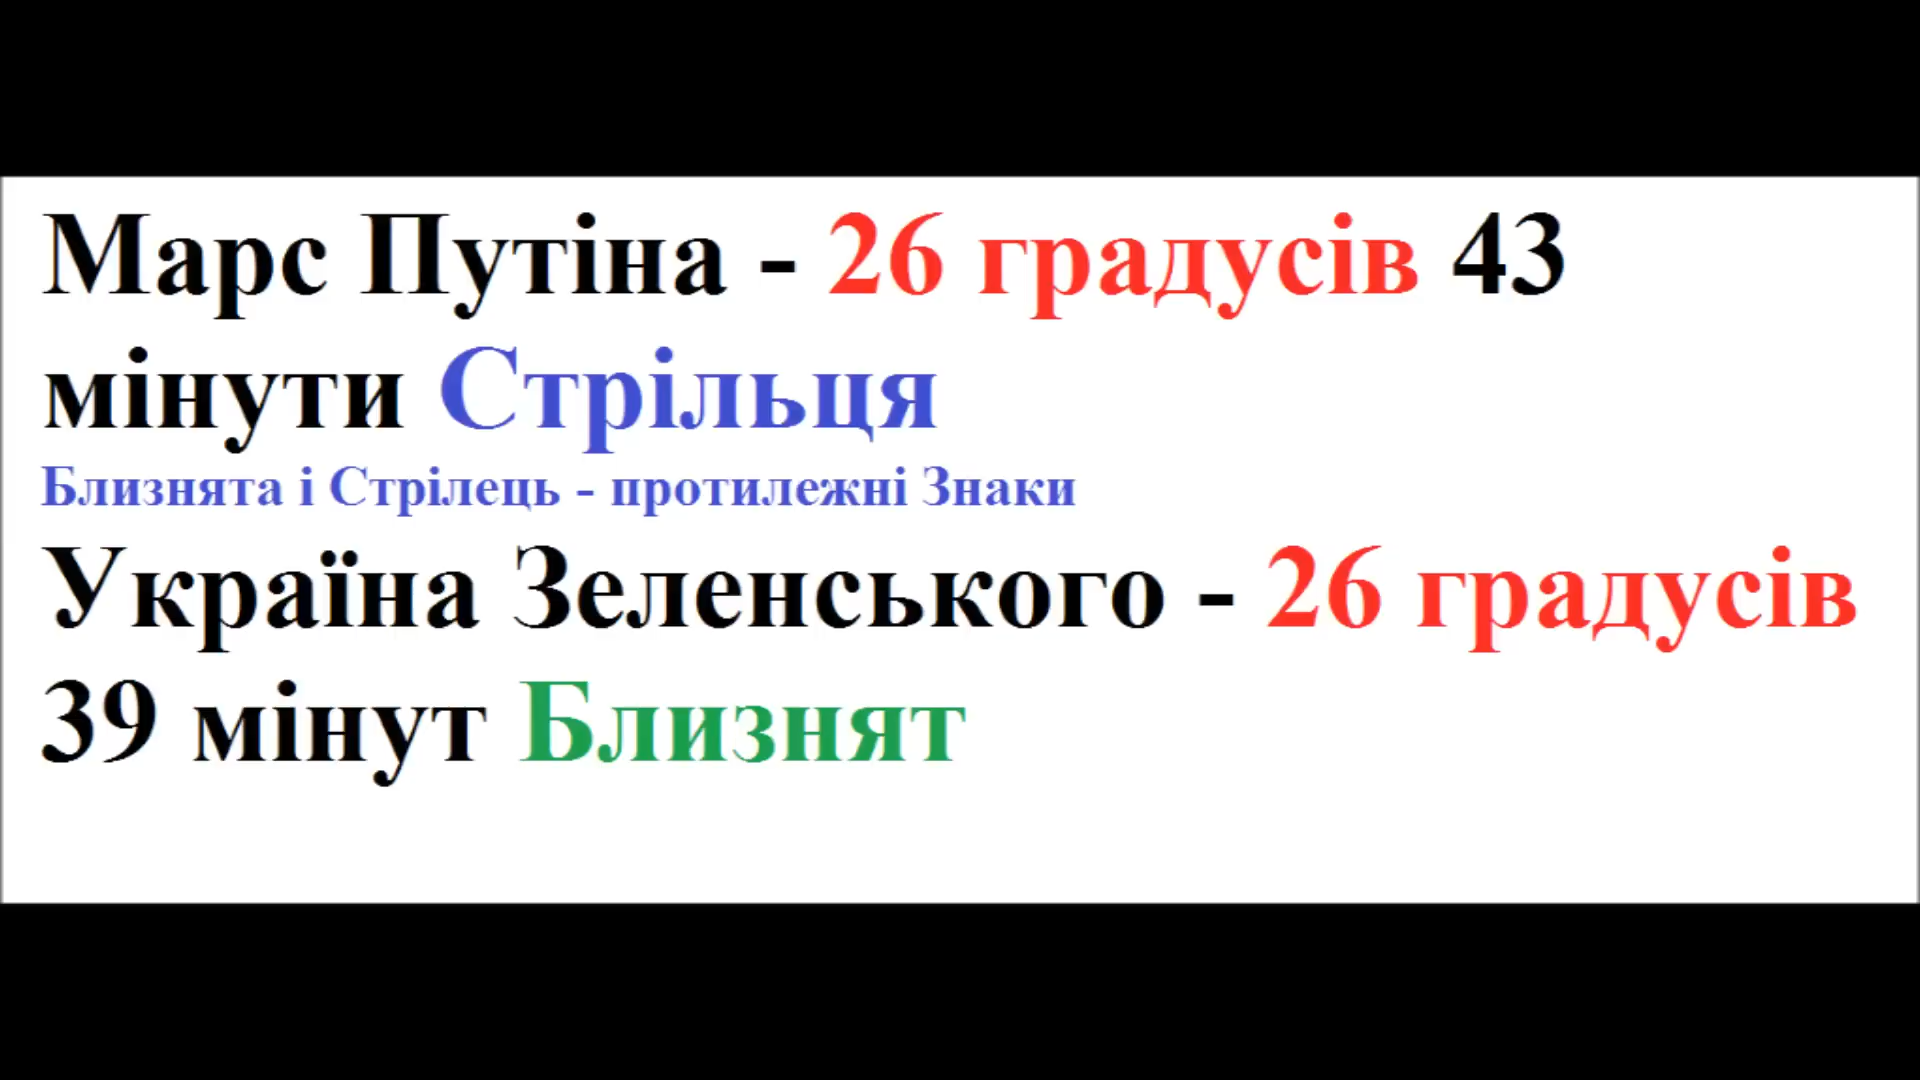 Марс Путіна - 26 градусів 43
мінути Стрільця
Близнята і Стрілець - протилежні Знаки
Україна Зеленського - 26 градусів
39 мінут Близнят